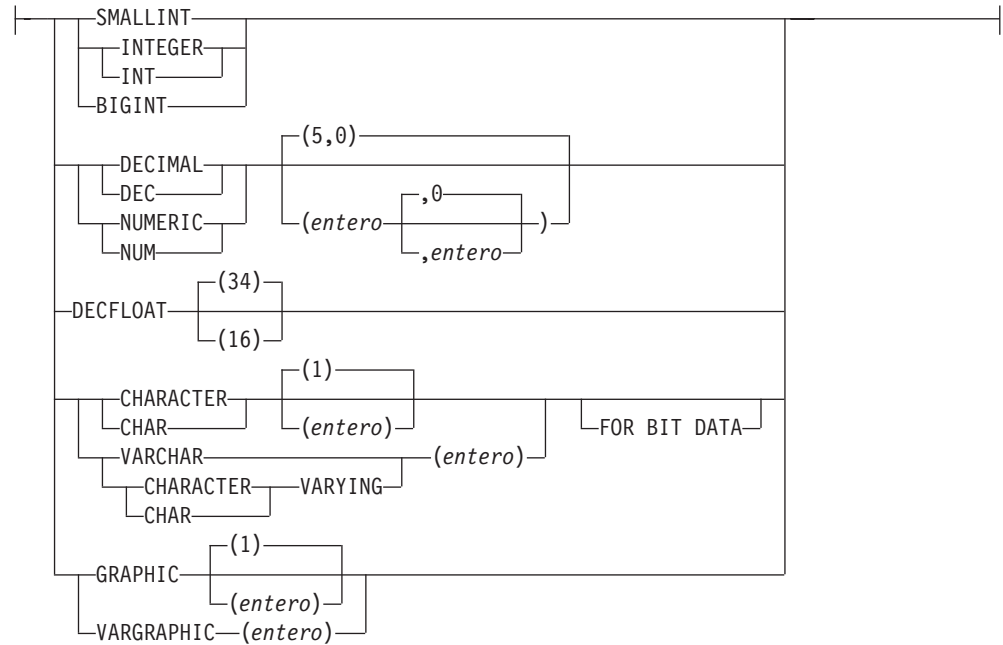 SMALLINT
INTEGER
INT
BIGINT
(5,0)
DECIMAL
DEC
,0
NUMERIC
(entero )
NUM
,entero
(34)
DECFLOAT
(16)
(1)
CHARACTER
CHAR (entero) FOR BIT DATA
VARCHAR (entero)
CHARACTER VARYING
CHAR
(1)
GRAPHIC
(entero)
VARGRAPHIC (entero)